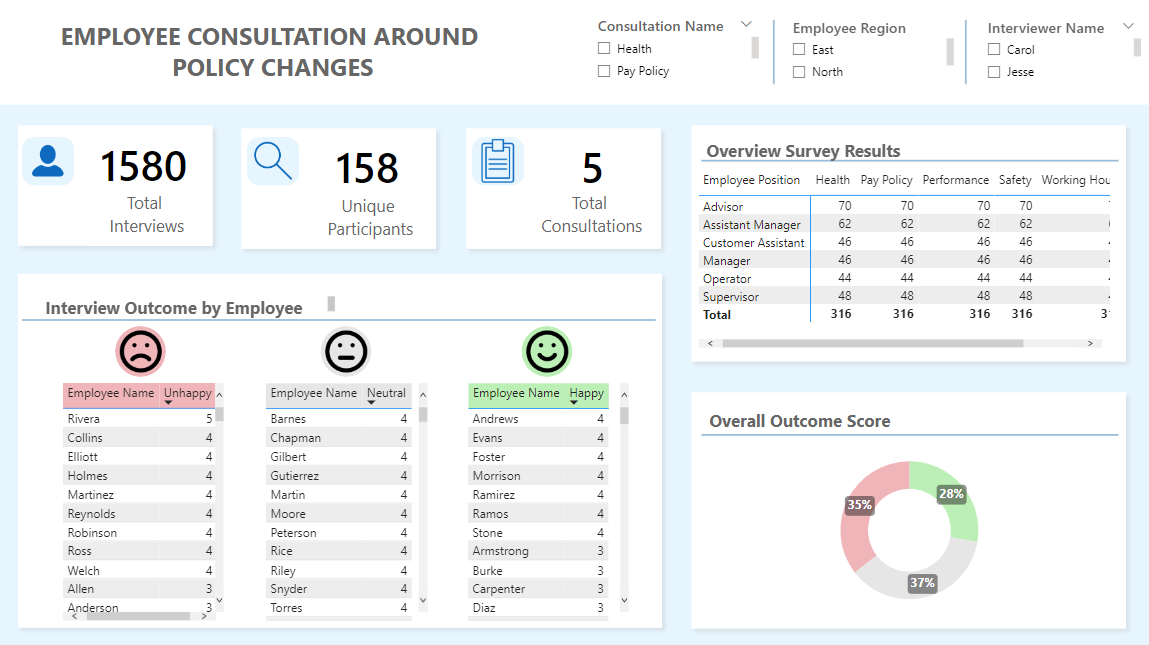 EMPLOYEE CONSULTATION AROUND
POLICY CHANGES
Consultation Name
Health
Pay Policy
Employee Region
East
North
Interviewer Name
Carol
Jesse
1580
Total
Interviews
158
Unique
Participants
5
Total
Consultations
Overview Survey Results
Employee Position Health Pay Policy Performance Safety Working Hou
Advisor 70 70 70 70
Assistant Manager 62 62 62 62
Customer Assistant 46 46 46 46
Manager 46 46 46 46
Operator 44 44 44 44
Supervisor 48 48 48 48
Total 316 316 316 316
Interview Outcome by Employee
Employee Name Unhappy
Rivera 5
Collins 4
Elliott 4
Holmes 4
Martinez 4
Reynolds 4
Robinson 4
Ross 4
Welch 4
Allen 3
Anderson 3
Employee Name Neutral
Barnes 4
Chapman 4
Gilbert 4
Gutierrez 4
Martin 4
Moore 4
Peterson 4
Rice 4
Riley 4
Snyder 4
Torres 4
Employee Name Happy
Andrews 4
Evans 4
Foster 4
Morrison 4
Ramirez 4
Ramos 4
Stone 4
Armstrong 3
Burke 3
Carpenter 3
Diaz 3
Overall Outcome Score
35%
28%
37%